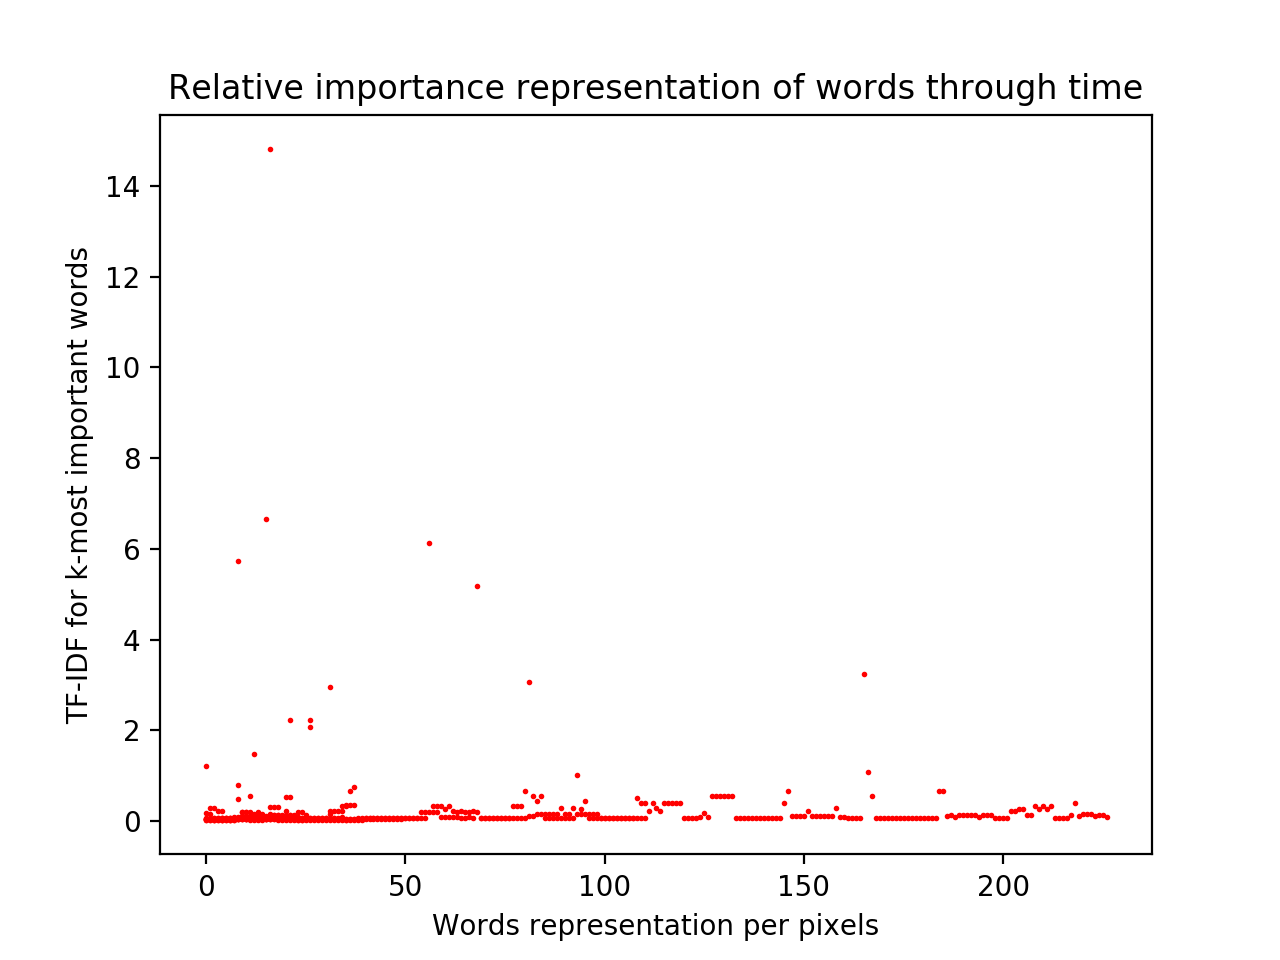 Relative importance representation of words through time
14
12
10
8
6
4
2
0
TF-IDF for k-most important words
0 50 100 150 200
Words representation per pixels